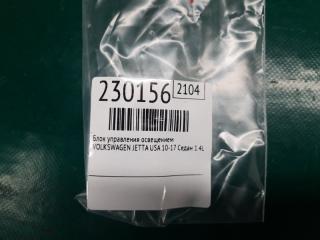 230156 2104
Блок управления освещением
VOLKSWAGEN JETTA USA 10-17 Седан 1.4L